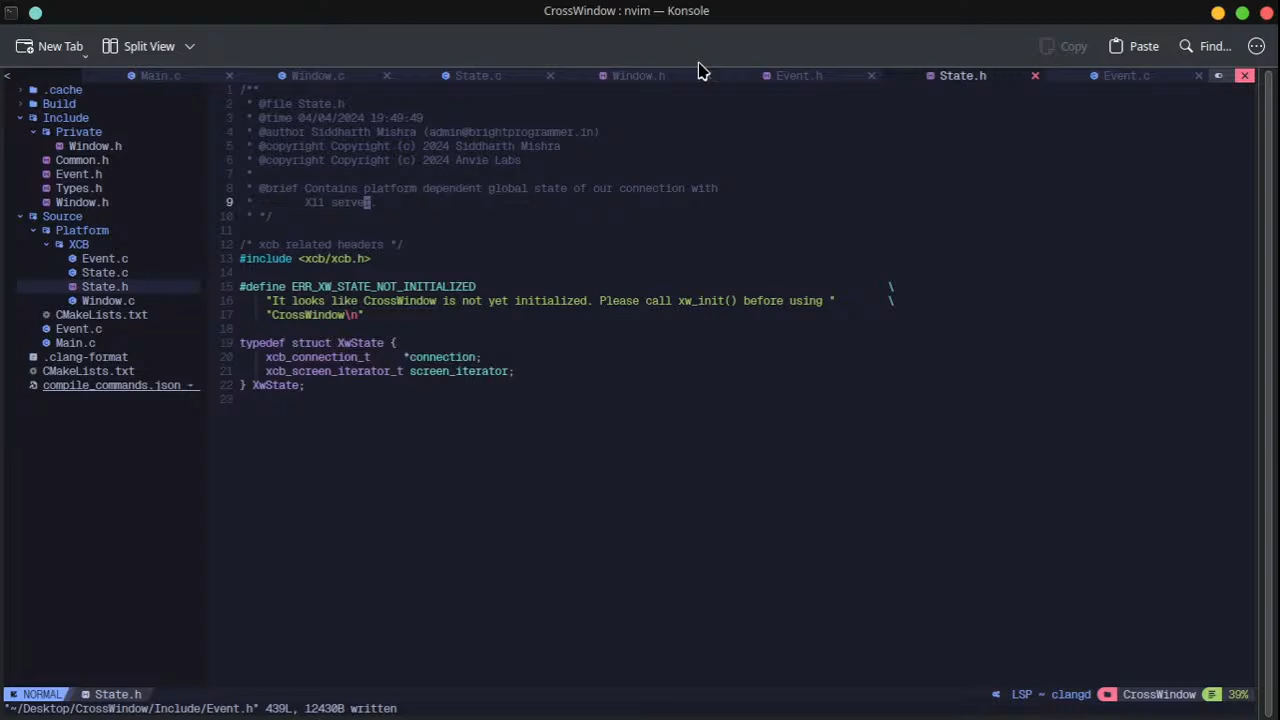 CrossWindow : nvim — Konsole
New Tab
Split View
Copy
Paste
Find...
<
Main.c
Window.c
State.c
Window.h
Event.h
State.h
Event.c
.cache
Build
Include
Private
Window.h
Common.h
Event.h
Types.h
Window.h
Source
Platform
XCB
Event.c
State.c
State.h
Window.c
CMakeLists.txt
Event.c
Main.c
.clang-format
CMakeLists.txt
compile_commands.json
1 /**
2  * @file State.h
3  * @time 04/04/2024 19:49:49
4  * @author Siddharth Mishra (admin@brightprogrammer.in)
5  * @copyright Copyright (c) 2024 Siddharth Mishra
6  * @copyright Copyright (c) 2024 Anvie Labs
7  *
8  * @brief Contains platform dependent global state of our connection with
9  *        X11 server.
10  * */
11
12 /* xcb related headers */
13 #include <xcb/xcb.h>
14
15 #define ERR_XW_STATE_NOT_INITIALIZED \
16     "It looks like CrossWindow is not yet initialized. Please call xw_init() before using " \
17     "CrossWindow\n"
18
19 typedef struct XwState {
20     xcb_connection_t     *connection;
21     xcb_screen_iterator_t screen_iterator;
22 } XwState;
23
NORMAL
State.h
LSP ~ clangd
CrossWindow
39%
"~/Desktop/CrossWindow/Include/Event.h" 439L, 12430B written